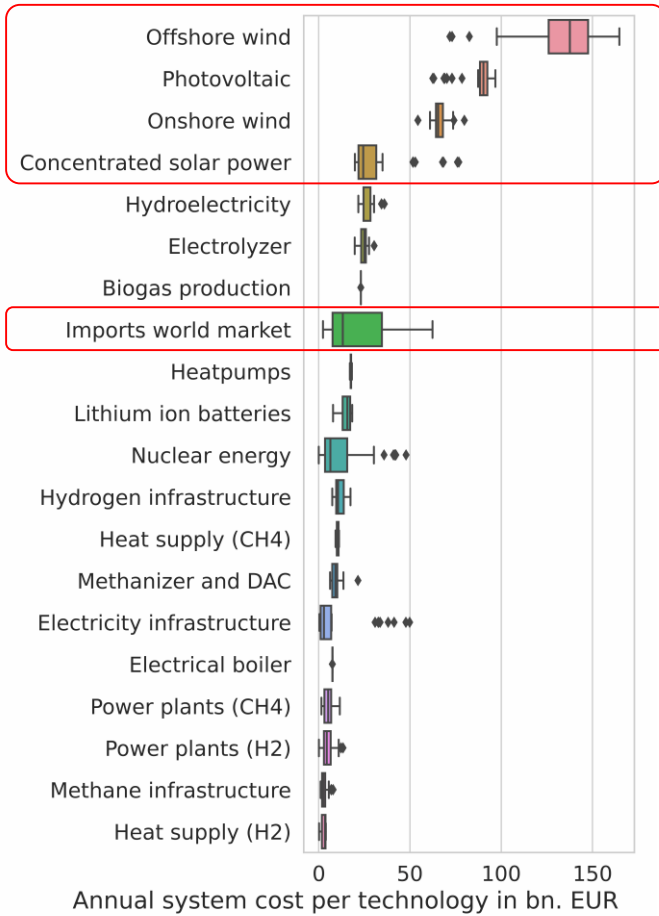 Offshore wind
Photovoltaic
Onshore wind
Concentrated solar power
Hydroelectricity
Electrolyzer
Biogas production
Imports world market
Heatpumps
Lithium ion batteries
Nuclear energy
Hydrogen infrastructure
Heat supply (CH4)
Methanizer and DAC
Electricity infrastructure
Electrical boiler
Power plants (CH4)
Power plants (H2)
Methane infrastructure
Heat supply (H2)
0 50 100 150
Annual system cost per technology in bn. EUR